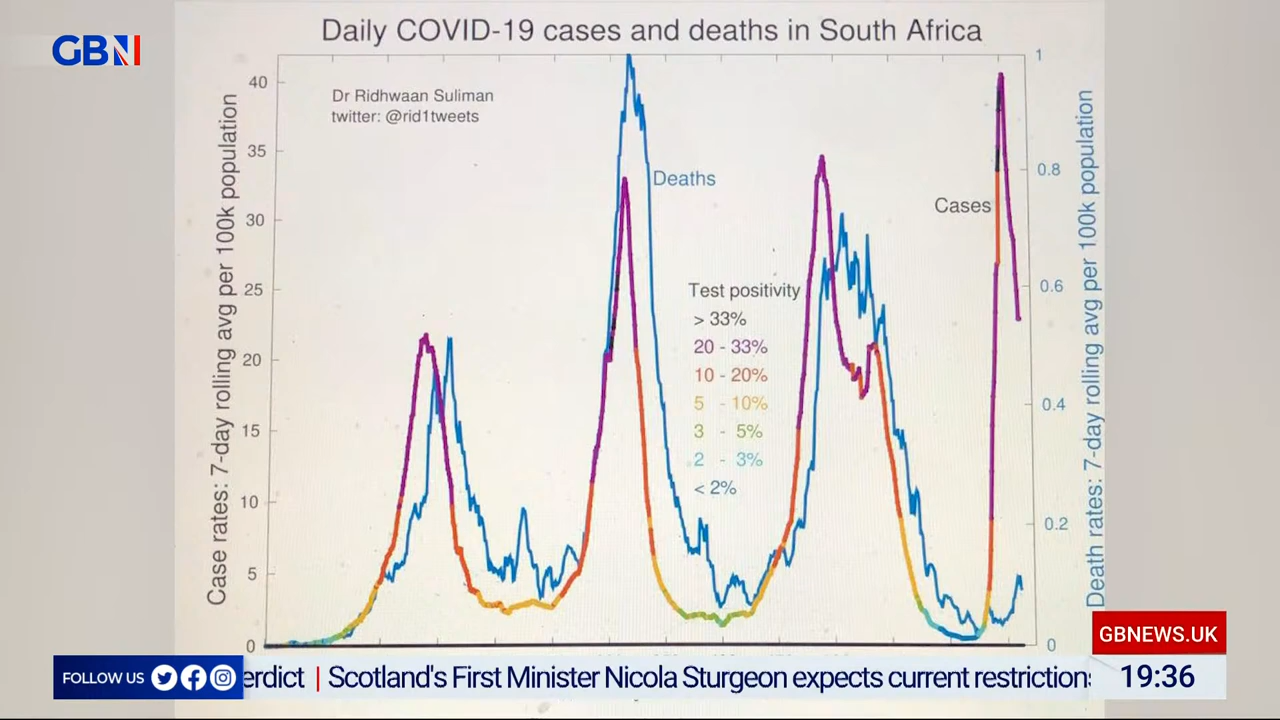 GBN
Daily COVID-19 cases and deaths in South Africa
Dr Ridhwaan Suliman
twitter: @rid1tweets
Case rates: 7-day rolling avg per 100k population
40
35
30
25
20
15
10
5
0
Deaths
Cases
Test positivity
> 33%
20 - 33%
10 - 20%
5 - 10%
3 - 5%
2 - 3%
< 2%
1
0.8
0.6
0.4
0.2
0
Death rates: 7-day rolling avg per 100k population
GBNEWS.UK
FOLLOW US
erdict | Scotland's First Minister Nicola Sturgeon expects current restrictions
19:36